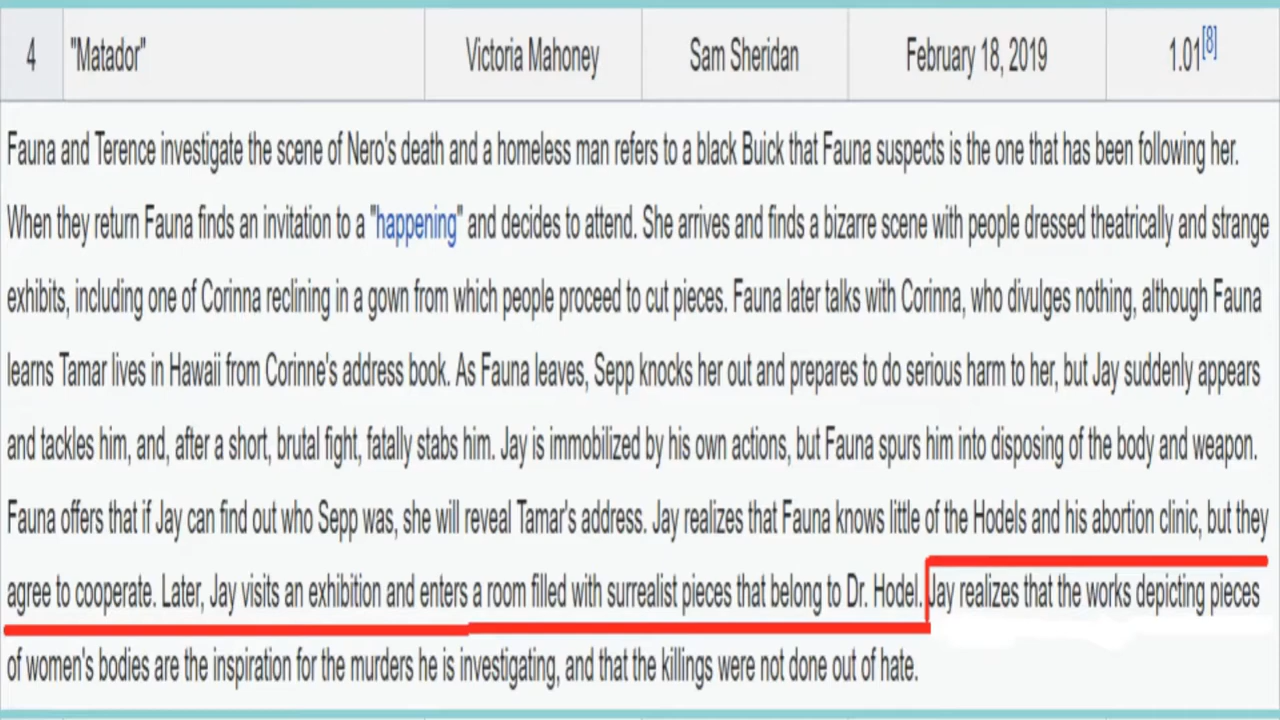 4 "Matador" Victoria Mahoney Sam Sheridan February 18, 2019 1.01[8]
Fauna and Terence investigate the scene of Nero's death and a homeless man refers to a black Buick that Fauna suspects is the one that has been following her.
When they return Fauna finds an invitation to a "happening" and decides to attend. She arrives and finds a bizarre scene with people dressed theatrically and strange
exhibits, including one of Corinna reclining in a gown from which people proceed to cut pieces. Fauna later talks with Corinna, who divulges nothing, although Fauna
learns Tamar lives in Hawaii from Corinne's address book. As Fauna leaves, Sepp knocks her out and prepares to do serious harm to her, but Jay suddenly appears
and tackles him, and, after a short, brutal fight, fatally stabs him. Jay is immobilized by his own actions, but Fauna spurs him into disposing of the body and weapon.
Fauna offers that if Jay can find out who Sepp was, she will reveal Tamar's address. Jay realizes that Fauna knows little of the Hodels and his abortion clinic, but they
agree to cooperate. Later, Jay visits an exhibition and enters a room filled with surrealist pieces that belong to Dr. Hodel. Jay realizes that the works depicting pieces
of women's bodies are the inspiration for the murders he is investigating, and that the killings were not done out of hate.